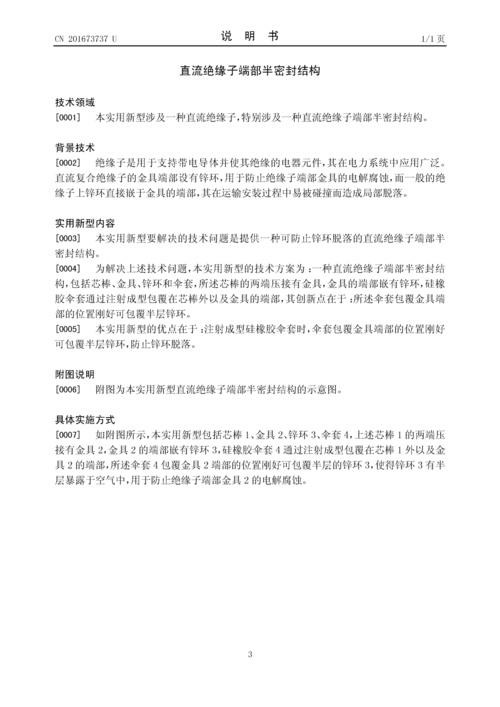 CN 201673737 U
说 明 书
1/1 页
直流绝缘子端部半密封结构
技术领域
[0001] 本实用新型涉及一种直流绝缘子,特别涉及一种直流绝缘子端部半密封结构。
背景技术
[0002] 绝缘子是用于支持带电导体并使其绝缘的电器元件,其在电力系统中应用广泛。
直流复合绝缘子的金具端部设有锌环,用于防止绝缘子端部金具的电解腐蚀,而一般的绝
缘子上锌环直接嵌于金具的端部,其在运输安装过程中易被碰撞而造成局部脱落。
实用新型内容
[0003] 本实用新型要解决的技术问题是提供一种可防止锌环脱落的直流绝缘子端部半
密封结构。
[0004] 为解决上述技术问题,本实用新型的技术方案为:一种直流绝缘子端部半密封结
构,包括芯棒、金具、锌环和伞套,所述芯棒的两端压接有金具,金具的端部嵌有锌环,硅橡
胶伞套通过注射成型包覆在芯棒外以及金具的端部,其创新点在于:所述伞套包覆金具端
部的位置刚好可包覆半层锌环。
[0005] 本实用新型的优点在于:注射成型硅橡胶伞套时,伞套包覆金具端部的位置刚好
可包覆半层锌环,防止锌环脱落。
附图说明
[0006] 附图为本实用新型直流绝缘子端部半密封结构的示意图。
具体实施方式
[0007] 如附图所示,本实用新型包括芯棒 1、金具 2、锌环 3、伞套 4,上述芯棒 1 的两端压
接有金具 2,金具 2 的端部嵌有锌环 3,硅橡胶伞套 4 通过注射成型包覆在芯棒 1 外以及金
具 2 的端部,所述伞套 4 包覆金具 2 端部的位置刚好可包覆半层的锌环 3,使得锌环 3 有半
层暴露于空气中,用于防止绝缘子端部金具 2 的电解腐蚀。
3